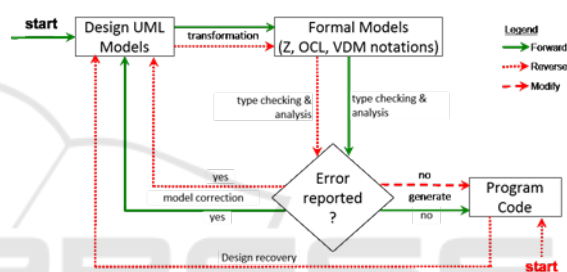 start
Design UML
Models
transformation
Formal Models
(Z, OCL, VDM notations)
Legend
Forward
Reverse
Modify
type checking &
analysis
type checking &
analysis
yes
model correction
yes
Error
reported
?
no
generate
no
Program
Code
Design recovery
start